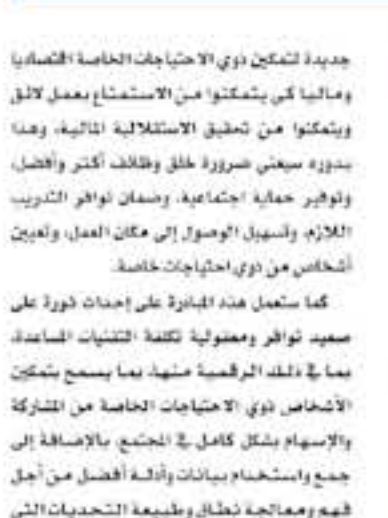 جديدة لتمكين ذوي الاحتياجات الخاصة اقتصاديا
وماليا كي يتمكنوا من الاستمتاع بعمل لائق
ويتمكنوا من تحقيق الاستقلالية المالية، وهذا
بدوره سيعني ضرورة خلق وظائف أكثر وأفضل،
وتوفير حماية اجتماعية، وضمان توافر التدريب
اللازم، وتسهيل الوصول إلى مكان العمل، وتعيين
أشخاص من ذوي احتياجات خاصة.
كما ستعمل هذه المبادرة على إحداث ثورة على
صعيد توافر ومعقولية تكلفة التقنيات المساعدة،
بما في ذلك الرقمية منها، بما يسمح بتمكين
الأشخاص ذوي الاحتياجات الخاصة من المشاركة
والإسهام بشكل كامل في المجتمع، بالإضافة إلى
جمع واستخدام بيانات وأدلة أفضل من أجل
فهم ومعالجة نطاق وطبيعة التحديات التي